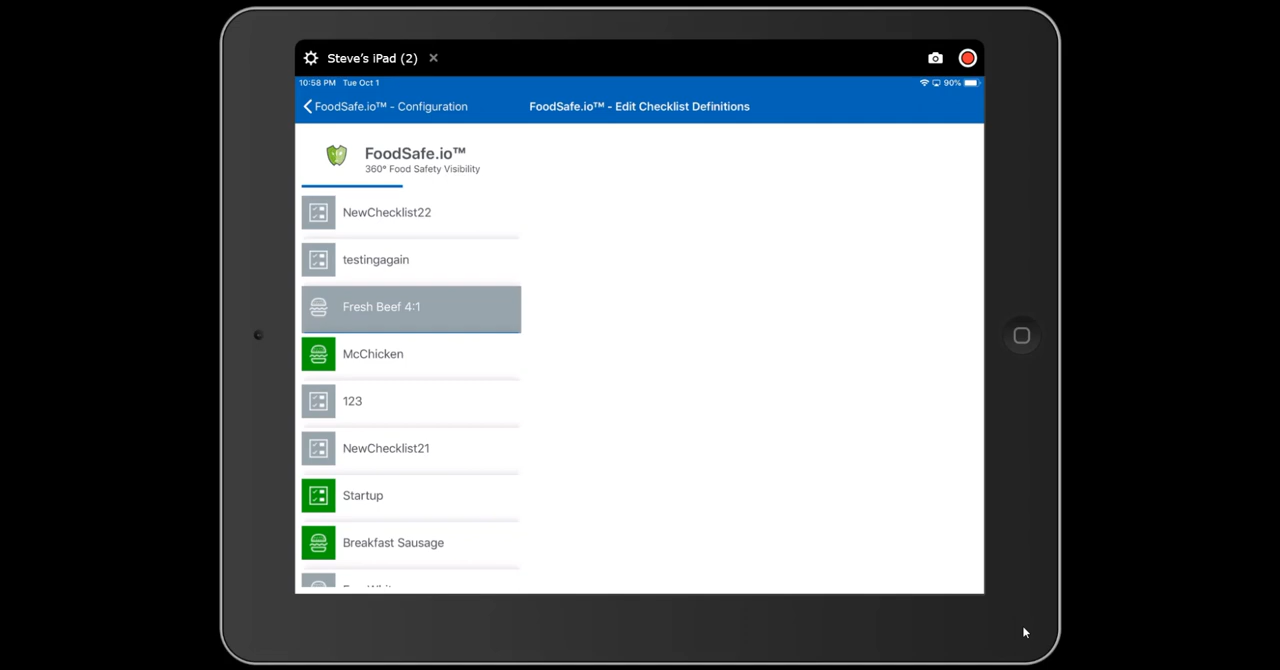 Steve's iPad (2)
10:58 PM Tue Oct 1
90%
FoodSafe.io™ - Configuration
FoodSafe.io™ - Edit Checklist Definitions
FoodSafe.io™
360º Food Safety Visibility
NewChecklist22
testingagain
Fresh Beef 4:1
McChicken
123
NewChecklist21
Startup
Breakfast Sausage